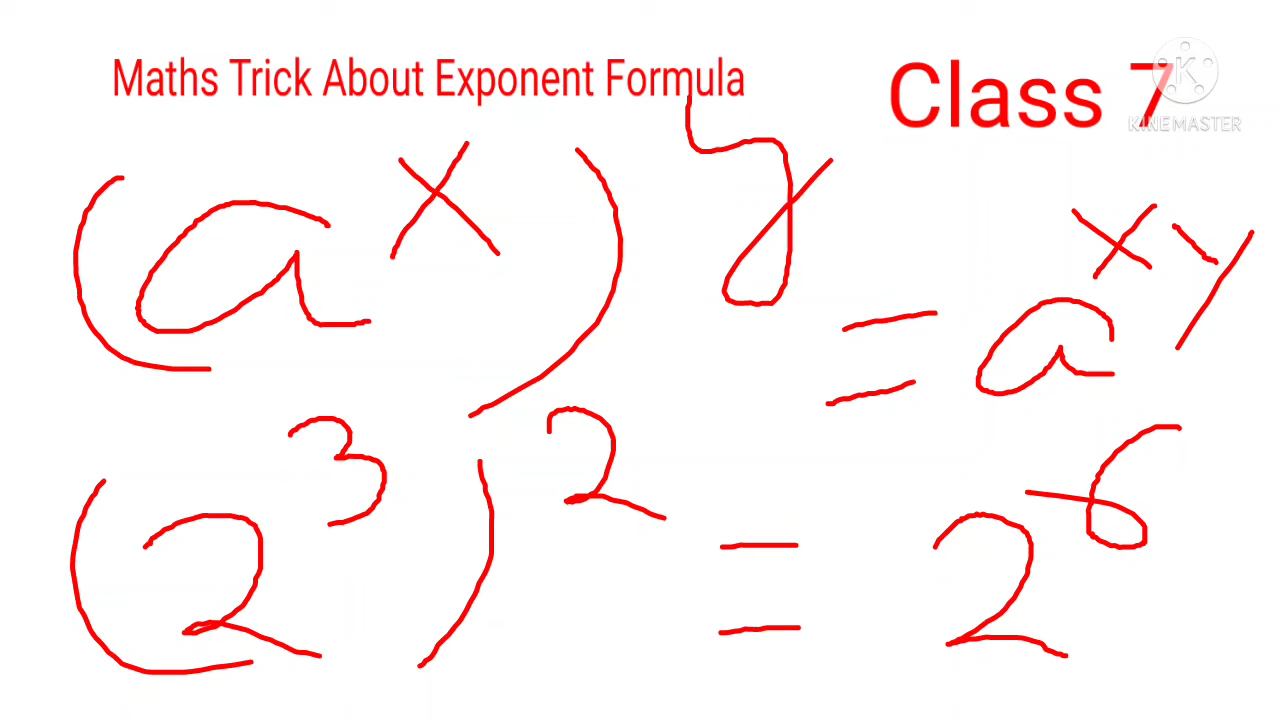 Maths Trick About Exponent Formula
Class 7
KINEMASTER
(a^x)^y = a^xy
(2^3)^2 = 2^6